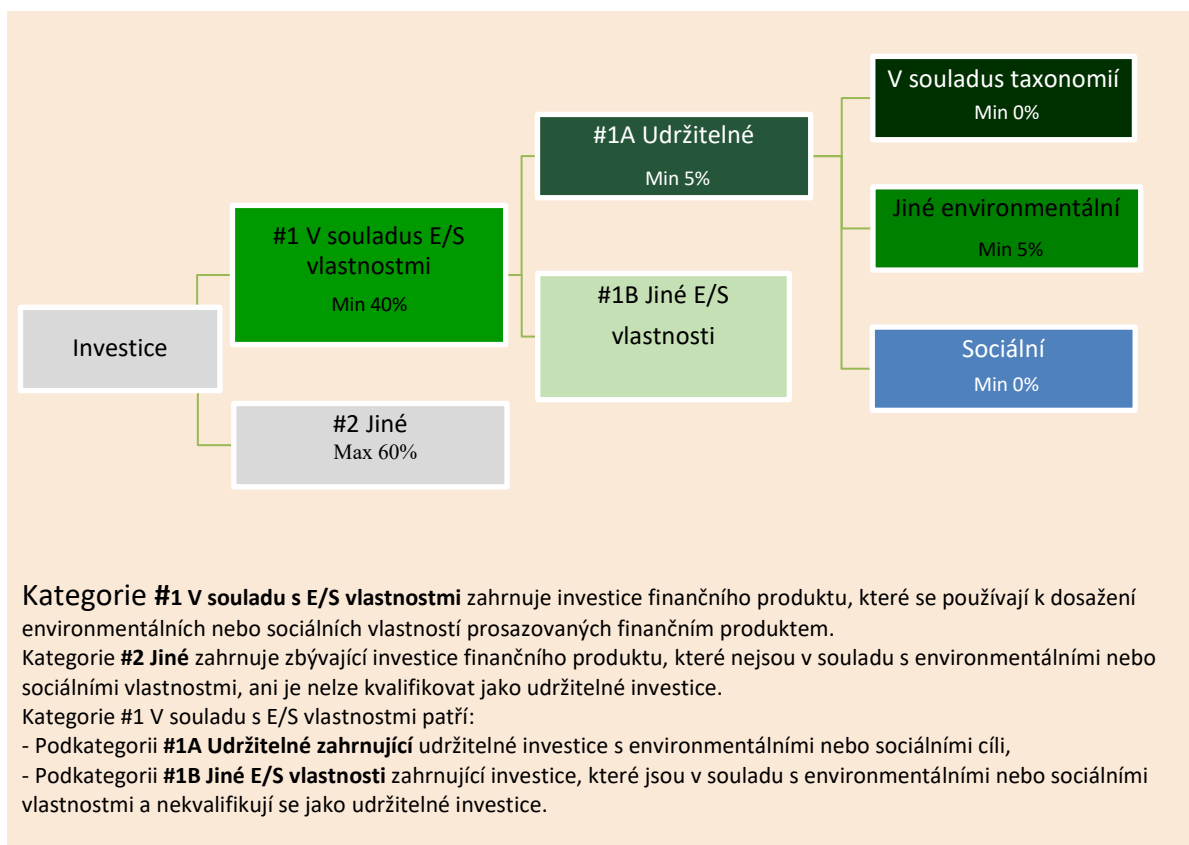 V souladus taxonomií
Min 0%
#1A Udržitelné
Min 5%
Jiné environmentální
Min 5%
#1 V souladus E/S
vlastnostmi
Min 40%
#1B Jiné E/S
vlastnosti
Investice
Sociální
Min 0%
#2 Jiné
Max 60%
Kategorie #1 V souladu s E/S vlastnostmi zahrnuje investice finančního produktu, které se používají k dosažení
environmentálních nebo sociálních vlastností prosazovaných finančním produktem.
Kategorie #2 Jiné zahrnuje zbývající investice finančního produktu, které nejsou v souladu s environmentálními nebo
sociálními vlastnostmi, ani je nelze kvalifikovat jako udržitelné investice.
Kategorie #1 V souladu s E/S vlastnostmi patří:
- Podkategorii #1A Udržitelné zahrnující udržitelné investice s environmentálními nebo sociálními cíli,
- Podkategorii #1B Jiné E/S vlastnosti zahrnující investice, které jsou v souladu s environmentálními nebo sociálními
vlastnostmi a nekvalifikují se jako udržitelné investice.